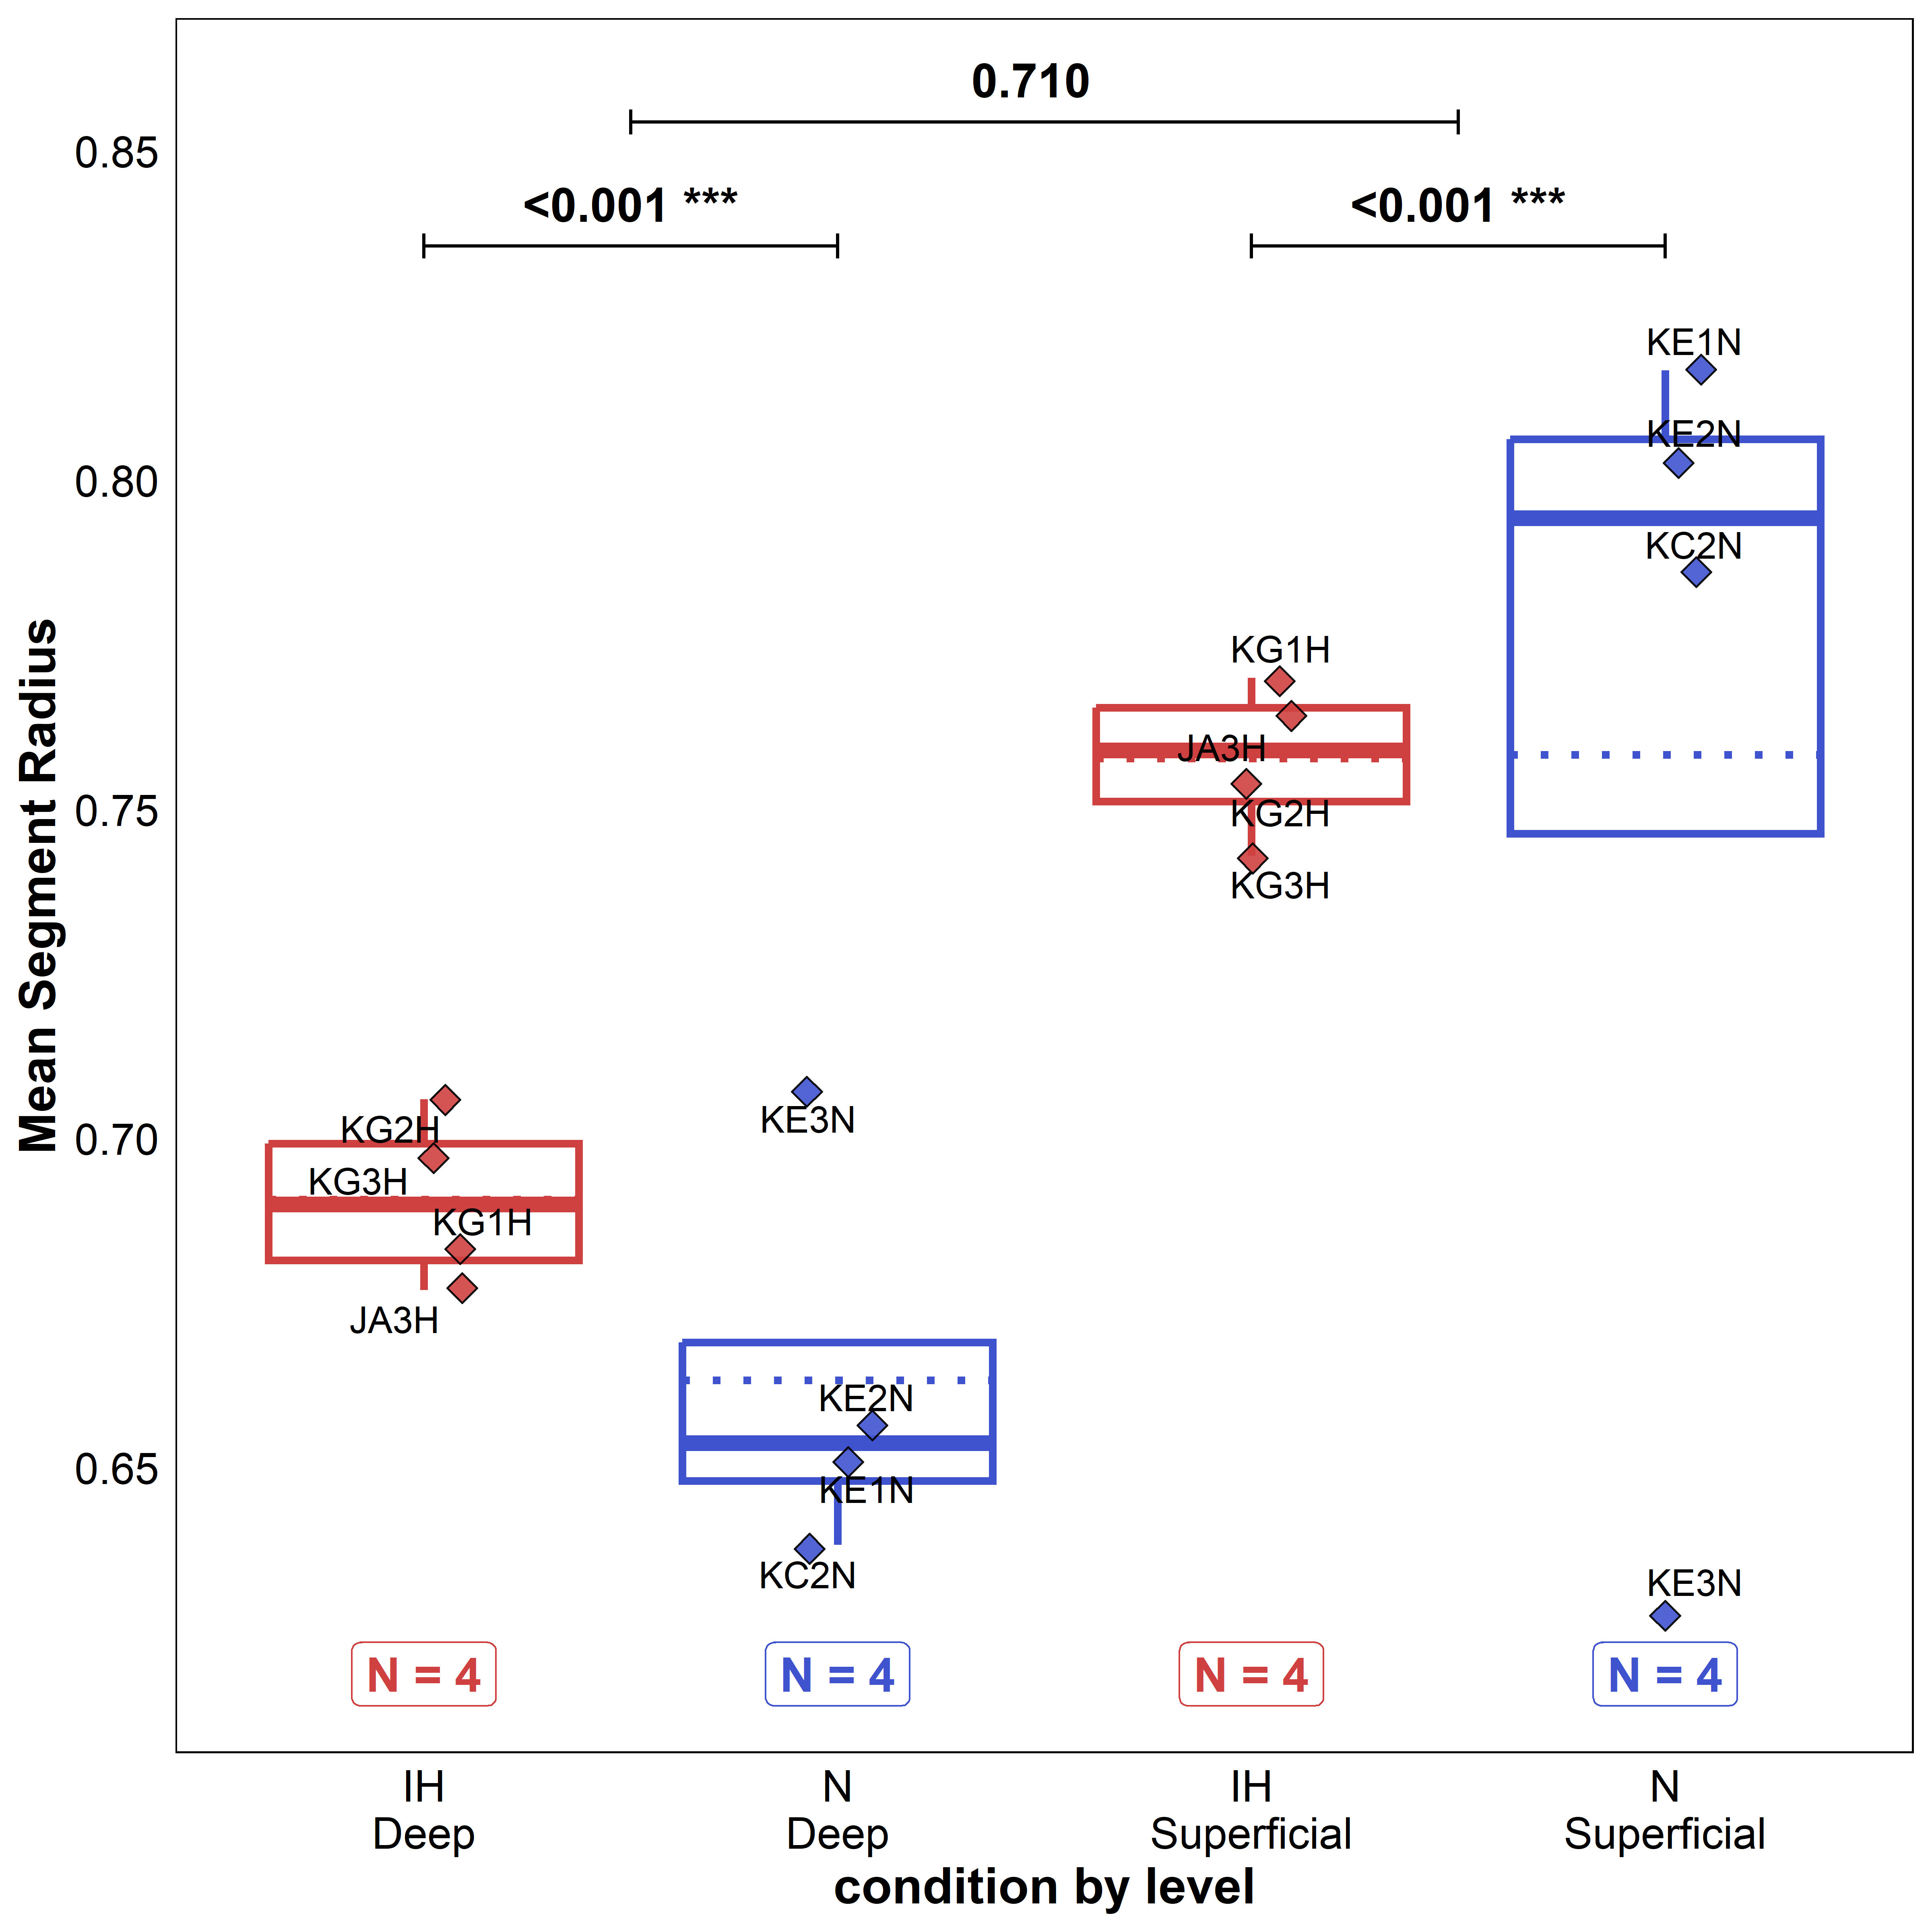 0.710
<0.001 ***
<0.001 ***
0.85
0.80
0.75
0.70
0.65
Mean Segment Radius
KG2H
KG3H
KG1H
JA3H
KE3N
KE2N
KE1N
KC2N
KG1H
JA3H
KG2H
KG3H
KE1N
KE2N
KC2N
KE3N
N = 4
N = 4
N = 4
N = 4
IH
Deep
N
Deep
IH
Superficial
N
Superficial
condition by level